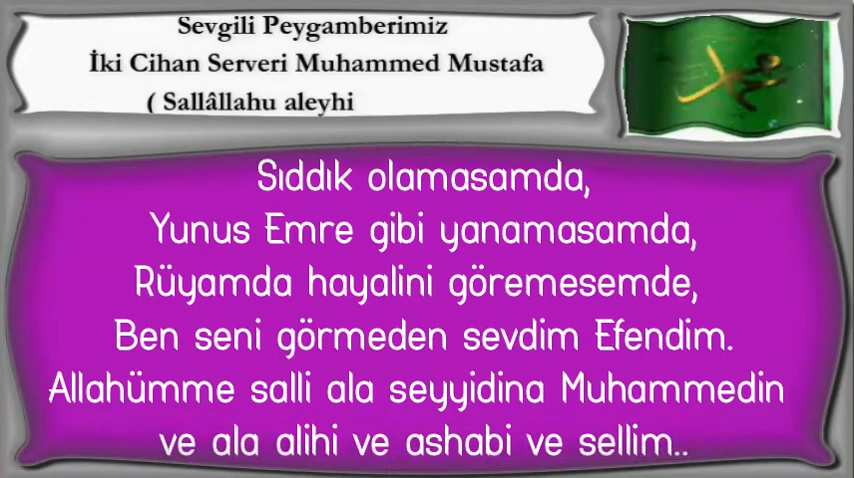 Sevgili Peygamberimiz
İki Cihan Serveri Muhammed Mustafa
( Sallâllahu aleyhi
Sıddık olamasamda,
Yunus Emre gibi yanamasamda,
Rüyamda hayalini göremesemde,
Ben seni görmeden sevdim Efendim.
Allahümme salli ala seyyidina Muhammedin
ve ala alihi ve ashabi ve sellim..